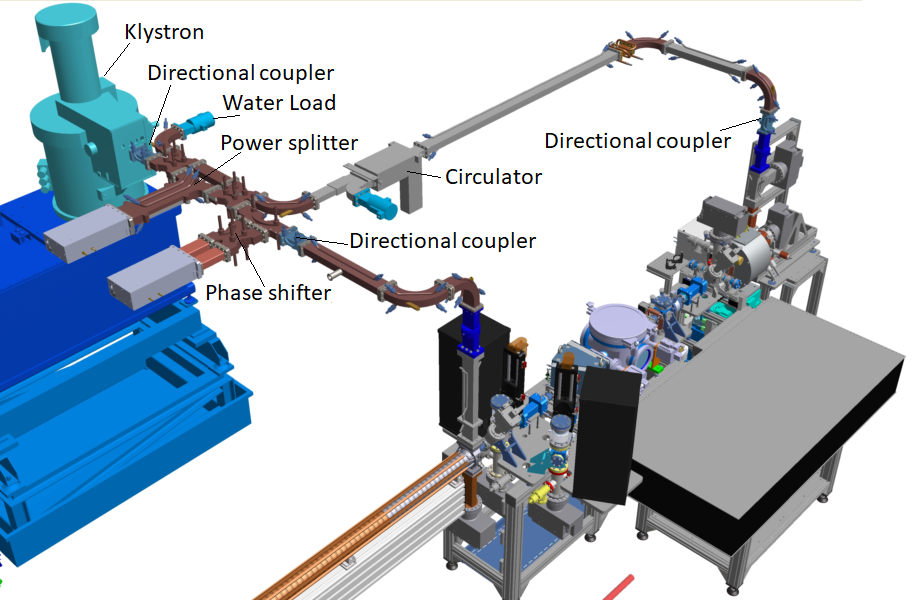 Klystron
Directional coupler
Water Load
Power splitter
Directional coupler
Circulator
Directional coupler
Phase shifter